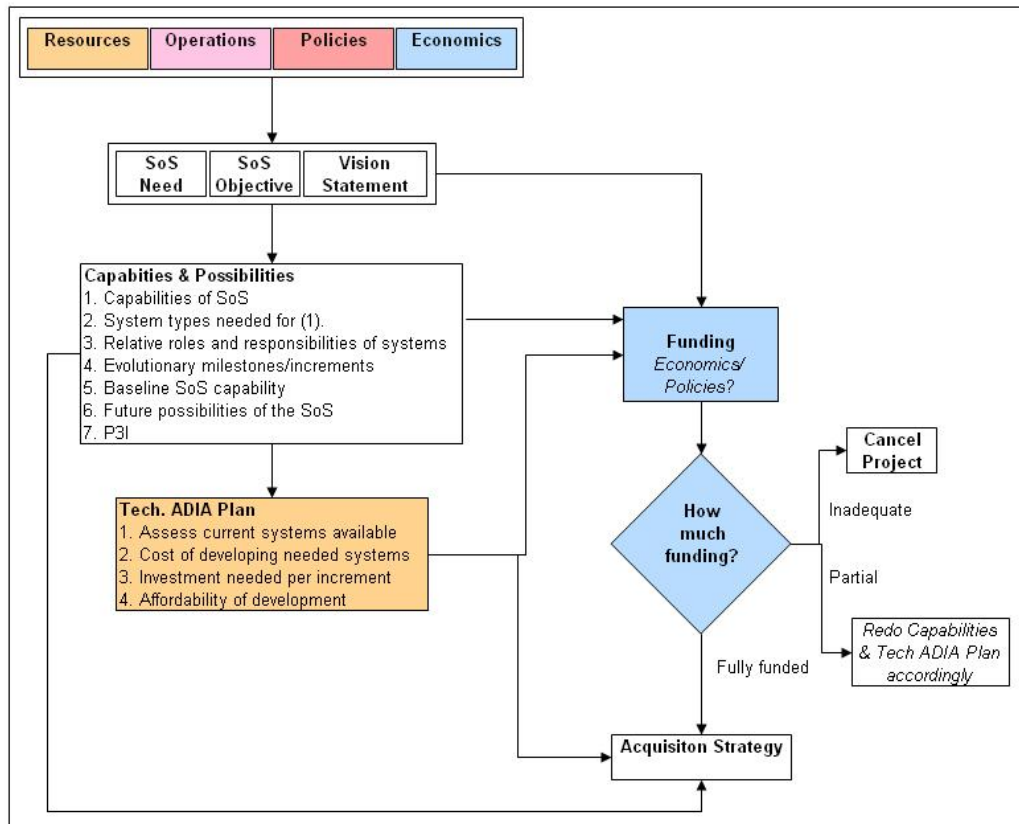 Resources
Operations
Policies
Economics
SoS
Need
SoS
Objective
Vision
Statement
Capabities & Possibilities
1. Capabilities of SoS
2. System types needed for (1).
3. Relative roles and responsibilities of systems
4. Evolutionary milestones/increments
5. Baseline SoS capability
6. Future possibilities of the SoS
7. P3I
Funding
Economics/
Policies?
Tech. ADIA Plan
1. Assess current systems available
2. Cost of developing needed systems
3. Investment needed per increment
4. Affordability of development
How
much
funding?
Cancel
Project
Inadequate
Partial
Redo Capabilities
& Tech ADIA Plan
accordingly
Fully funded
Acquisiton Strategy